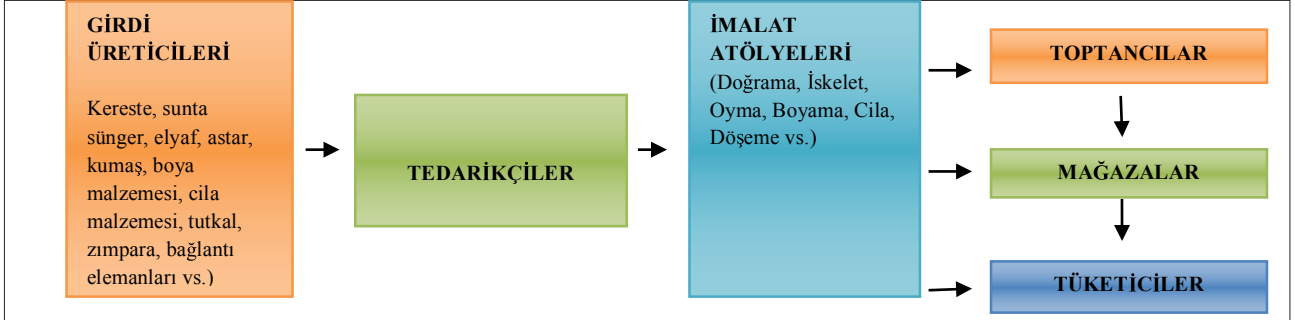 GİRDİ
ÜRETİCİLERİ
Kereste, sunta
sünger, elyaf, astar,
kumaş, boya
malzemesi, cila
malzemesi, tutkal,
zımpara, bağlantı
elemanları vs.)
TEDARİKÇİLER
İMALAT
ATÖLYELERİ
(Doğrama, İskelet,
Oyma, Boyama, Cila,
Döşeme vs.)
TOPTANCILAR
MAĞAZALAR
TÜKETİCİLER